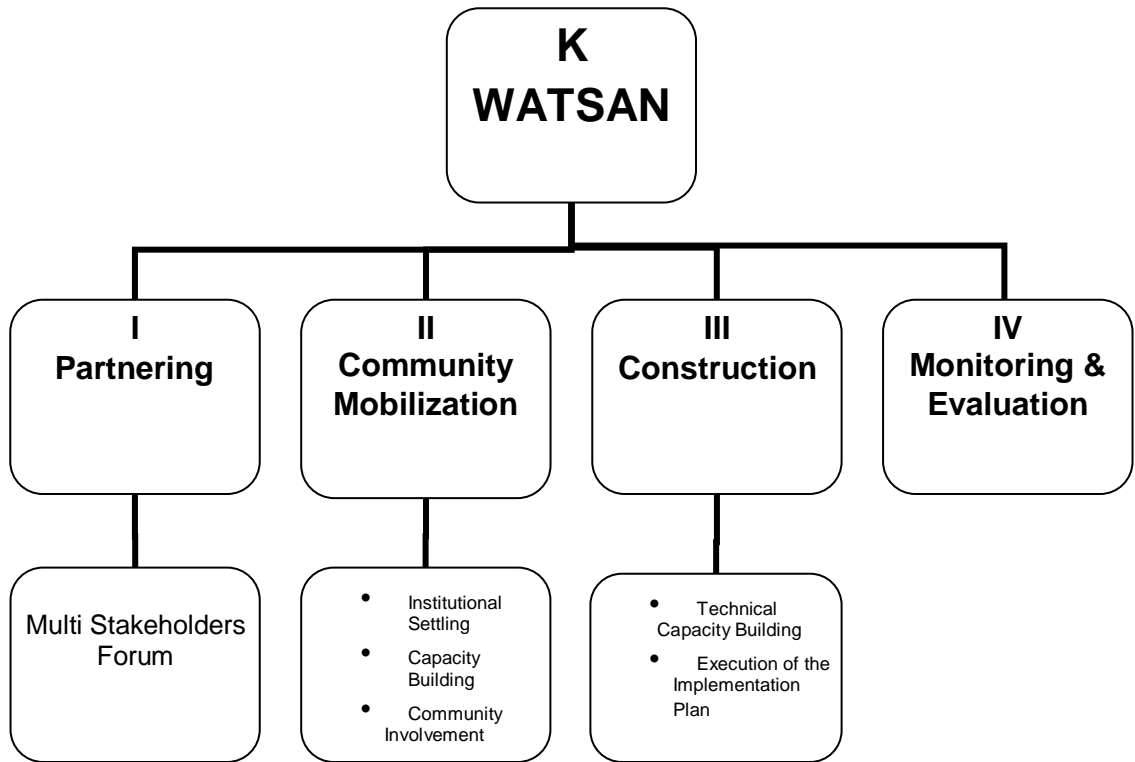 K
WATSAN
I
Partnering
II
Community
Mobilization
III
Construction
IV
Monitoring &
Evaluation
Multi Stakeholders
Forum
• Institutional
Settling
• Capacity
Building
• Community
Involvement
• Technical
Capacity Building
• Execution of the
Implementation
Plan